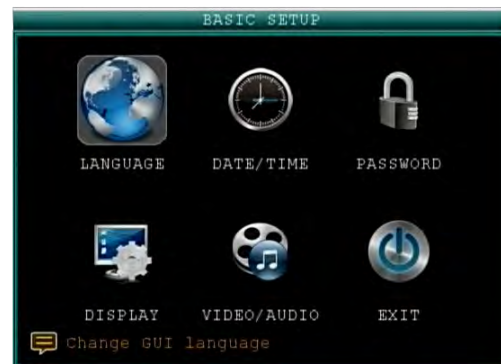 BASIC SETUP
LANGUAGE DATE/TIME PASSWORD
DISPLAY VIDEO/AUDIO EXIT
Change GUI language